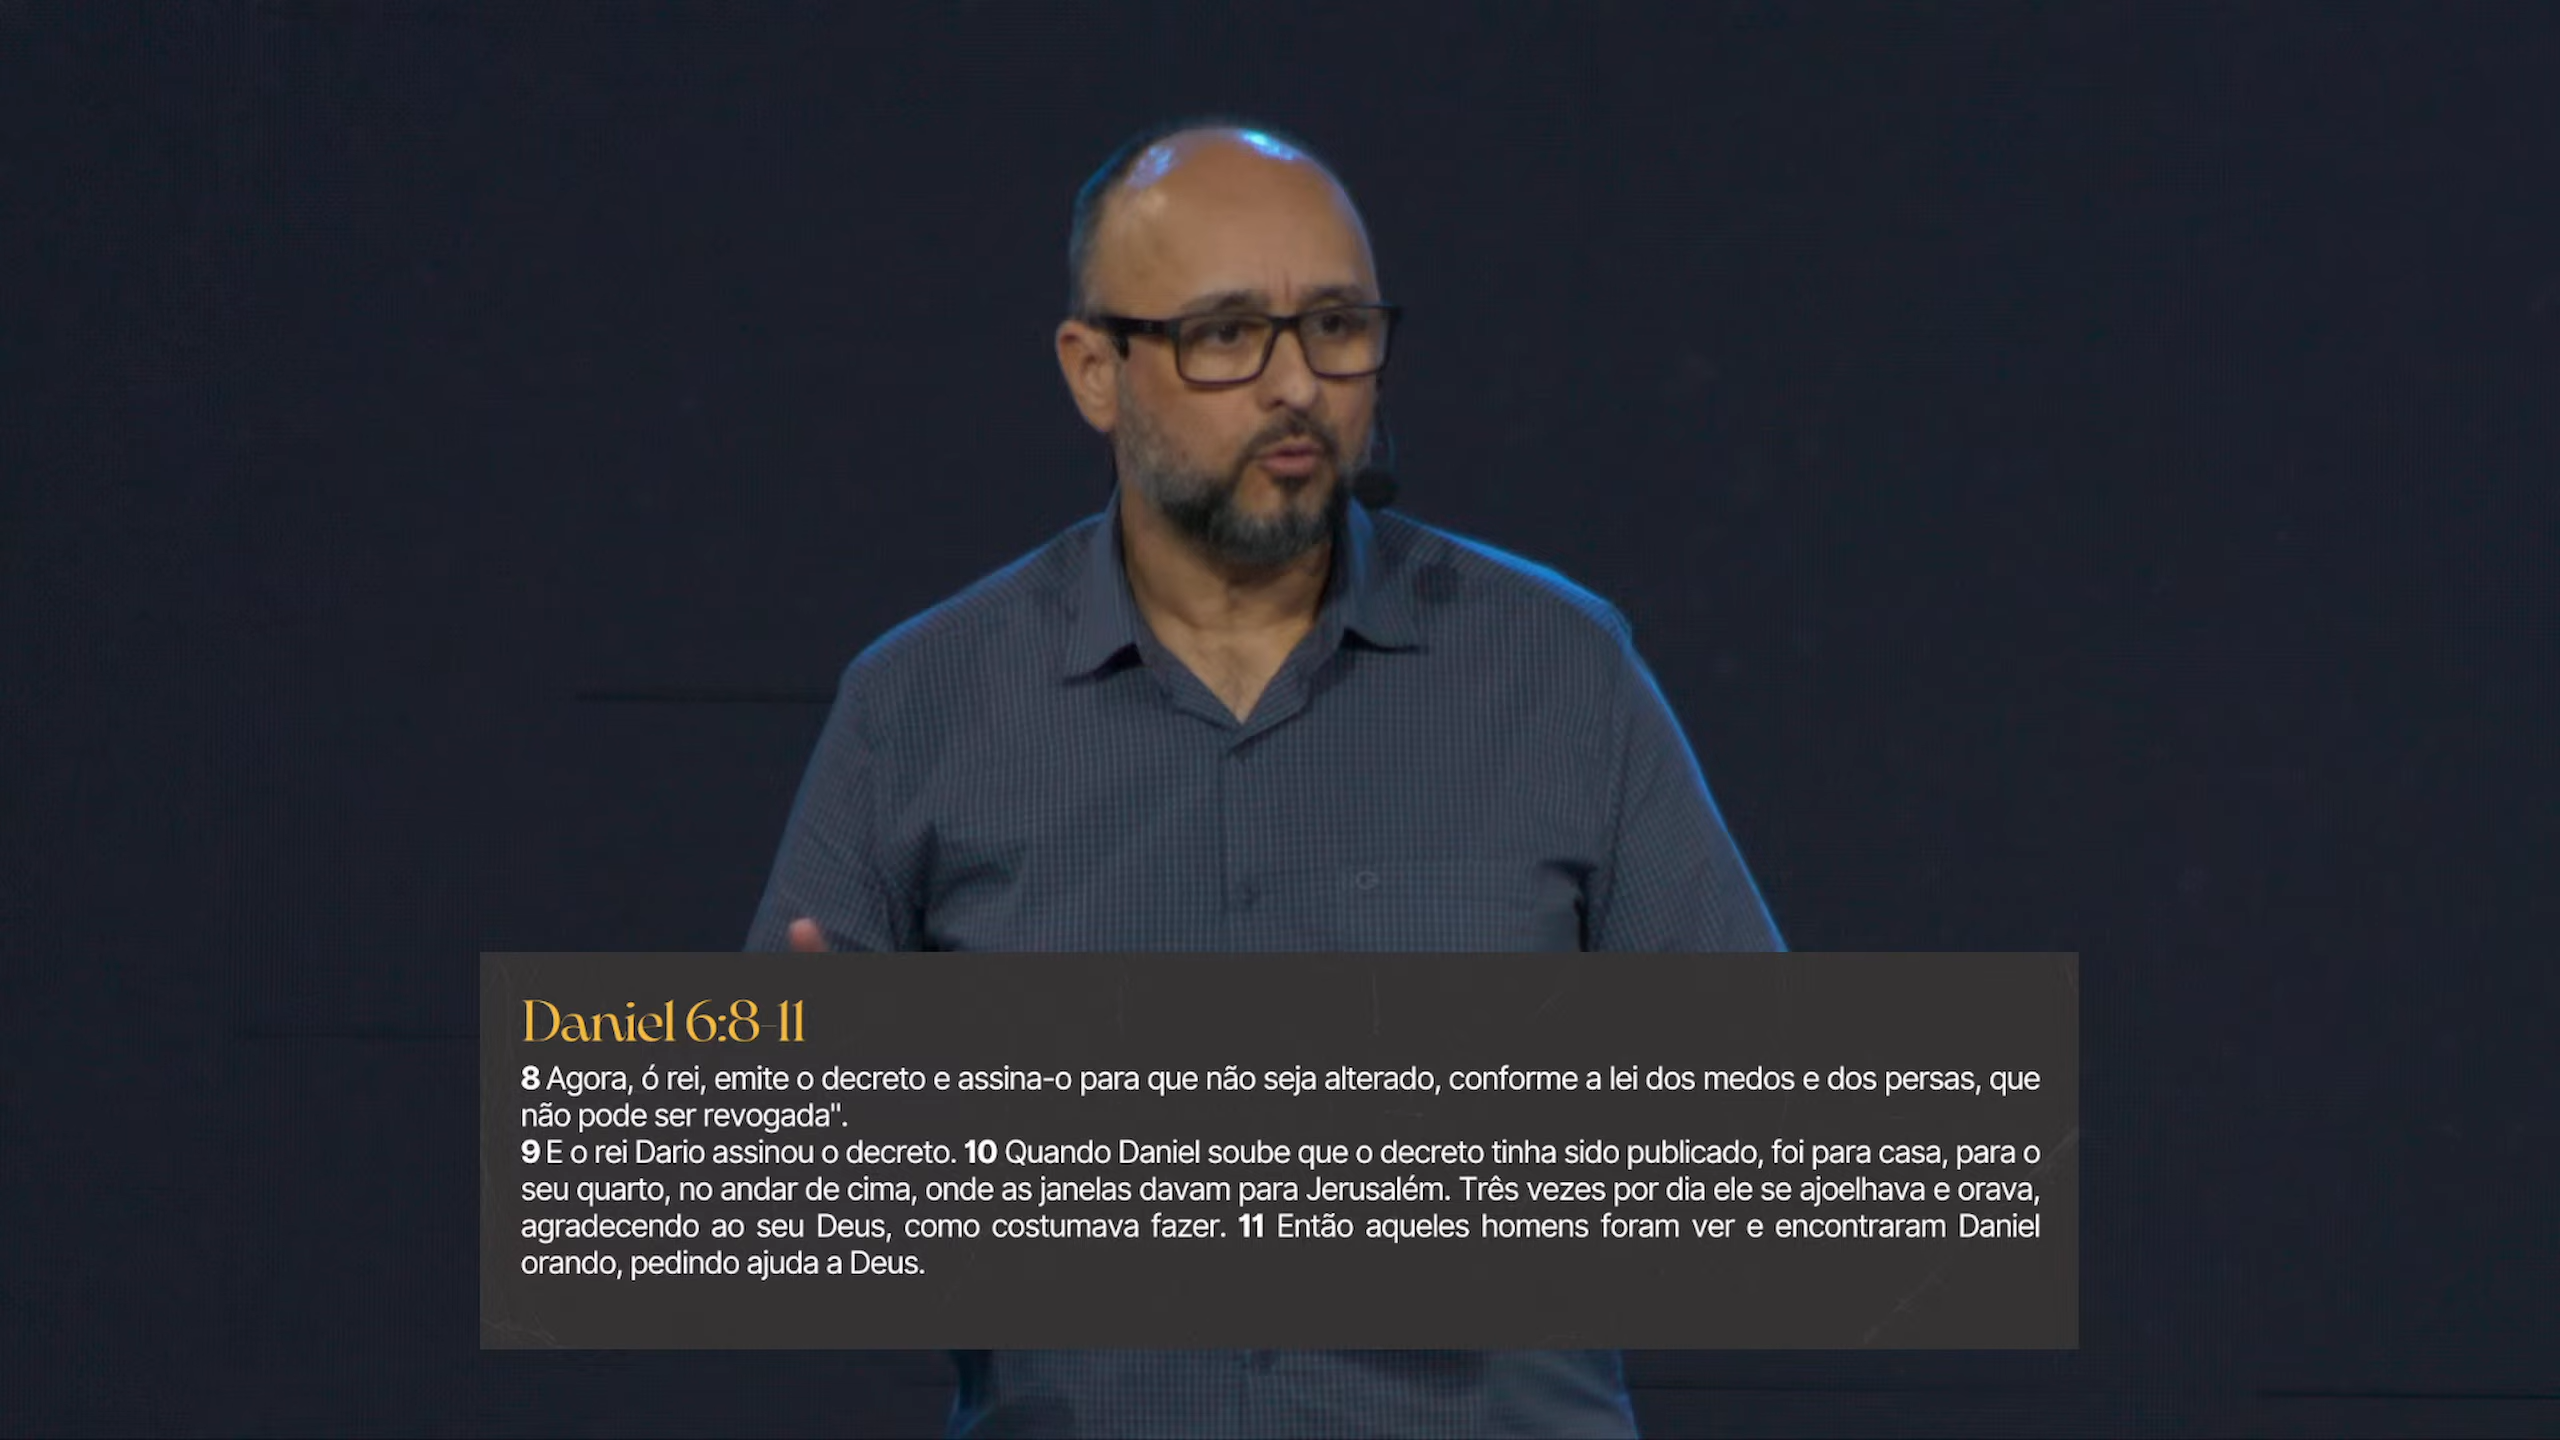 Daniel 6:8-11
8 Agora, ó rei, emite o decreto e assina-o para que não seja alterado, conforme a lei dos medos e dos persas, que
não pode ser revogada".
9 E o rei Dario assinou o decreto. 10 Quando Daniel soube que o decreto tinha sido publicado, foi para casa, para o
seu quarto, no andar de cima, onde as janelas davam para Jerusalém. Três vezes por dia ele se ajoelhava e orava,
agradecendo ao seu Deus, como costumava fazer. 11 Então aqueles homens foram ver e encontraram Daniel
orando, pedindo ajuda a Deus.